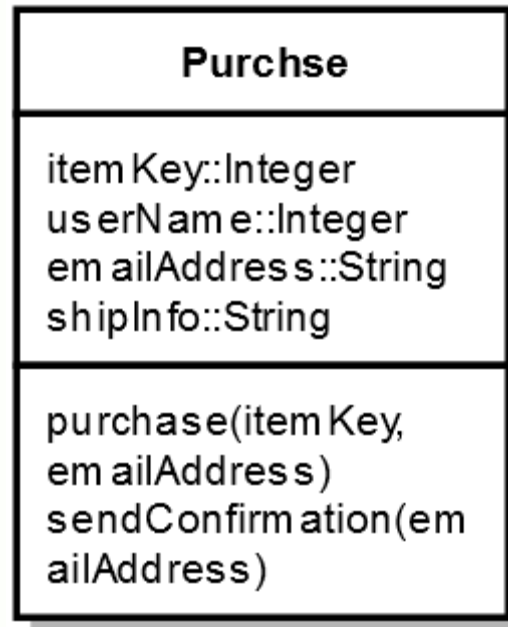 Purchse
itemKey::Integer
userName::Integer
emailAddress::String
shipInfo::String
purchase(itemKey,
emailAddress)
sendConfirmation(em
ailAddress)